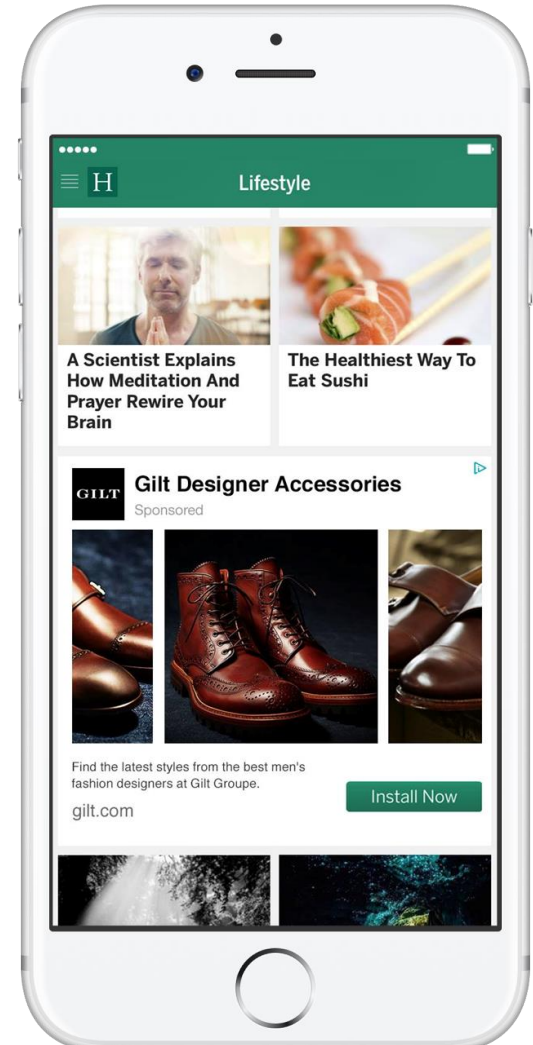 H
Lifestyle
A Scientist Explains
How Meditation And
Prayer Rewire Your
Brain
The Healthiest Way To
Eat Sushi
GILT
Gilt Designer Accessories
Sponsored
Find the latest styles from the best men's
fashion designers at Gilt Groupe.
gilt.com
Install Now